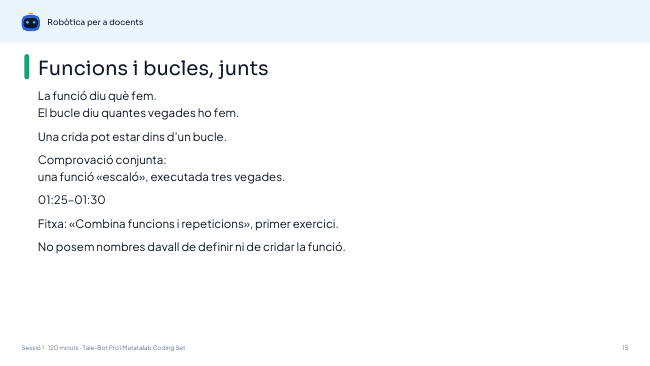 Robòtica per a docents
Funcions i bucles, junts
La funció diu què fem.
El bucle diu quantes vegades ho fem.
Una crida pot estar dins d’un bucle.
Comprovació conjunta:
una funció «escaló», executada tres vegades.
01:25–01:30
Fitxa: «Combina funcions i repeticions», primer exercici.
No posem nombres davall de definir ni de cridar la funció.
Sessió 1 · 120 minuts · Tale-Bot Pro i Matatalab Coding Set
15